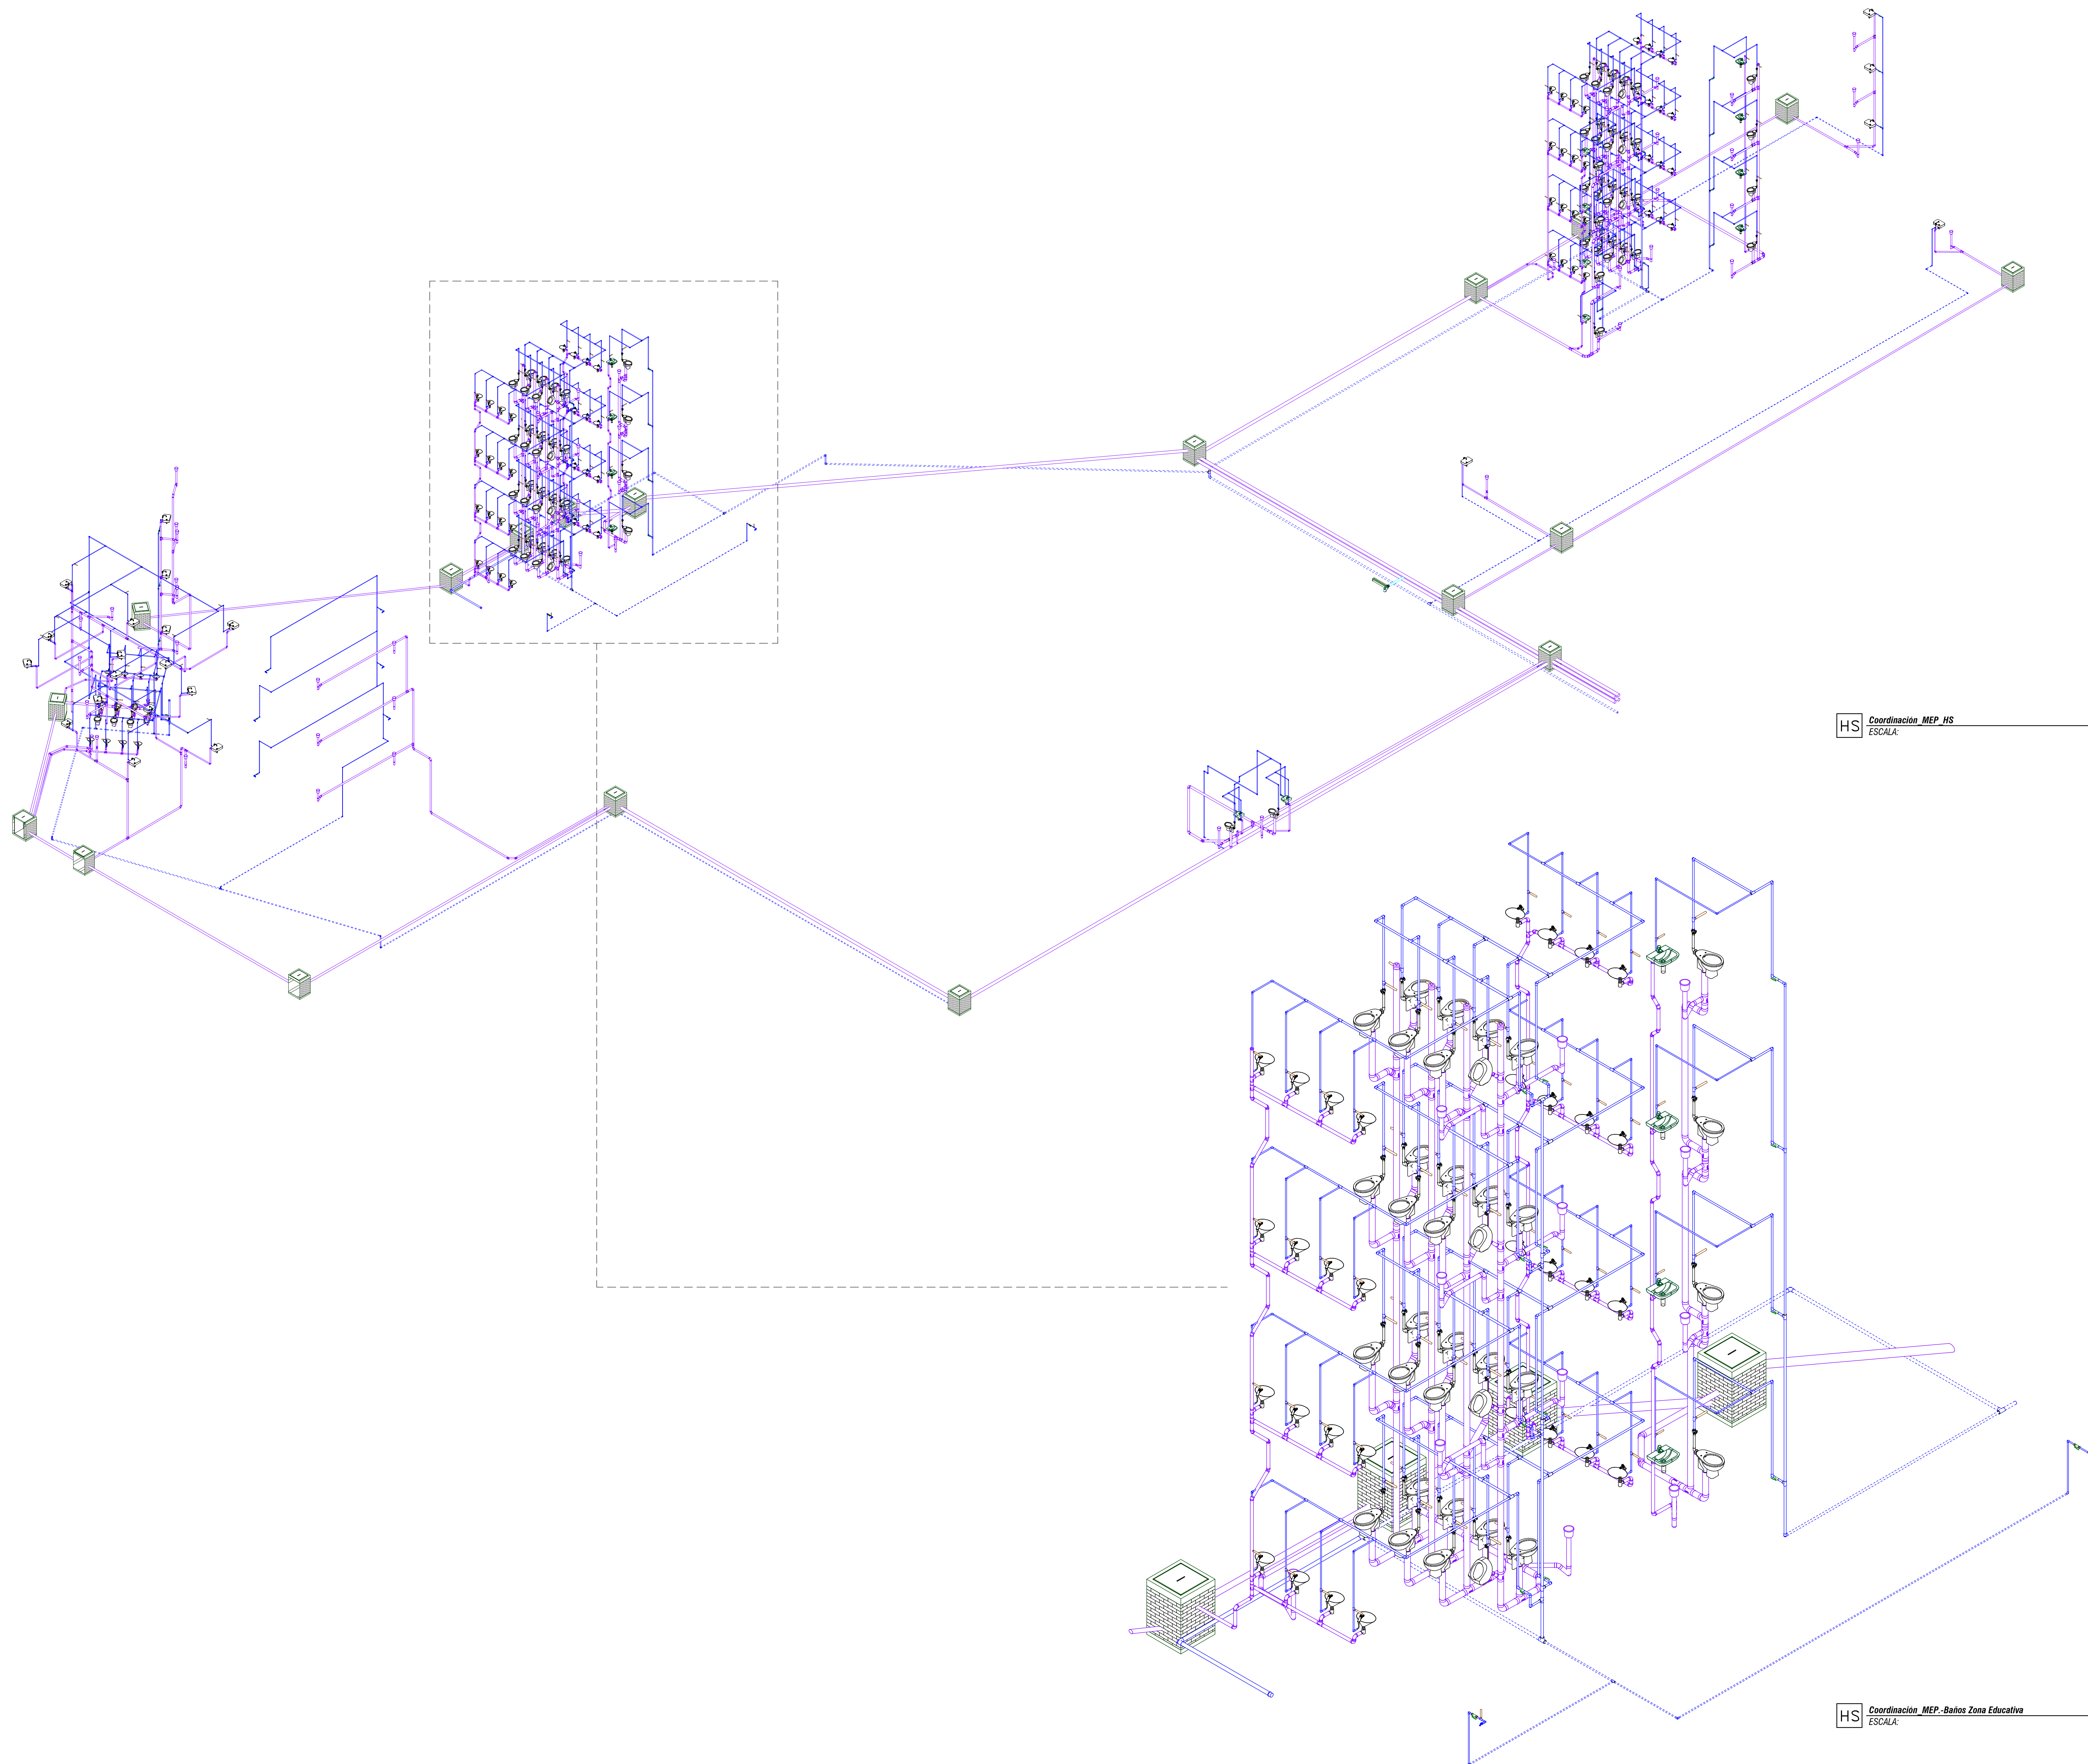 HS
Coordinación_MEP_HS
ESCALA:
HS
Coordinación_MEP.-Baños Zona Educativa
ESCALA: